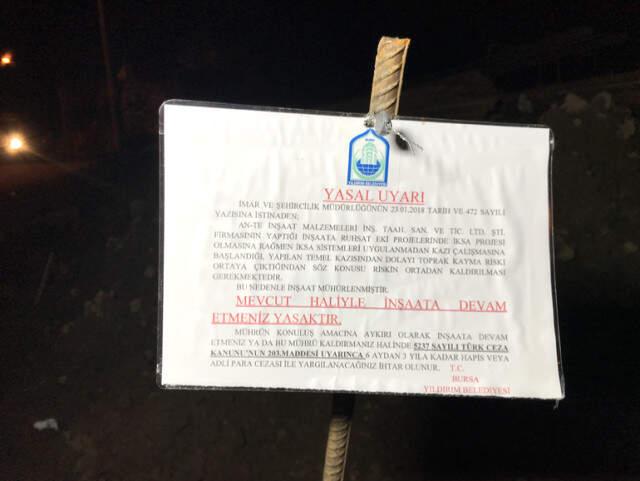 YILDIRIM BELEDİYESİ
YASAL UYARI
İMAR VE ŞEHİRCİLİK MÜDÜRLÜĞÜNÜN 23.01.2018 TARİH VE 472 SAYILI
YAZISINA İSTİNADEN;
AN-TE İNŞAAT MALZEMELERİ İNŞ. TAAH. SAN. VE TİC. LTD. ŞTİ.
FİRMASININ YAPTIĞI İNŞAATA RUHSAT EKİ PROJELERİNDE İKSA PROJESİ
OLMASINA RAĞMEN İKSA SİSTEMLERİ UYGULANMADAN KAZI ÇALIŞMASINA
BAŞLANDIĞI, YAPILAN TEMEL KAZISINDAN DOLAYI TOPRAK KAYMA RİSKİ
ORTAYA ÇIKTIĞINDAN SÖZ KONUSU RİSKİN ORTADAN KALDIRILMASI
GEREKMEKTEDİR.
BU NEDENLE İNŞAAT MÜHÜRLENMİŞTİR.
MEVCUT HALİYLE İNŞAATA DEVAM
ETMENİZ YASAKTIR.
MÜHRÜN KONULUŞ AMACINA AYKIRI OLARAK İNŞAATA DEVAM
ETMENİZ YA DA BU MÜHRÜ KALDIRMANIZ HALİNDE 5237 SAYILI TÜRK CEZA
KANUNU'NUN 203.MADDESİ UYARINCA 6 AYDAN 3 YILA KADAR HAPİS VEYA
ADLİ PARA CEZASI İLE YARGILANACAĞINIZ İHTAR OLUNUR. T.C.
BURSA
YILDIRIM BELEDİYESİ